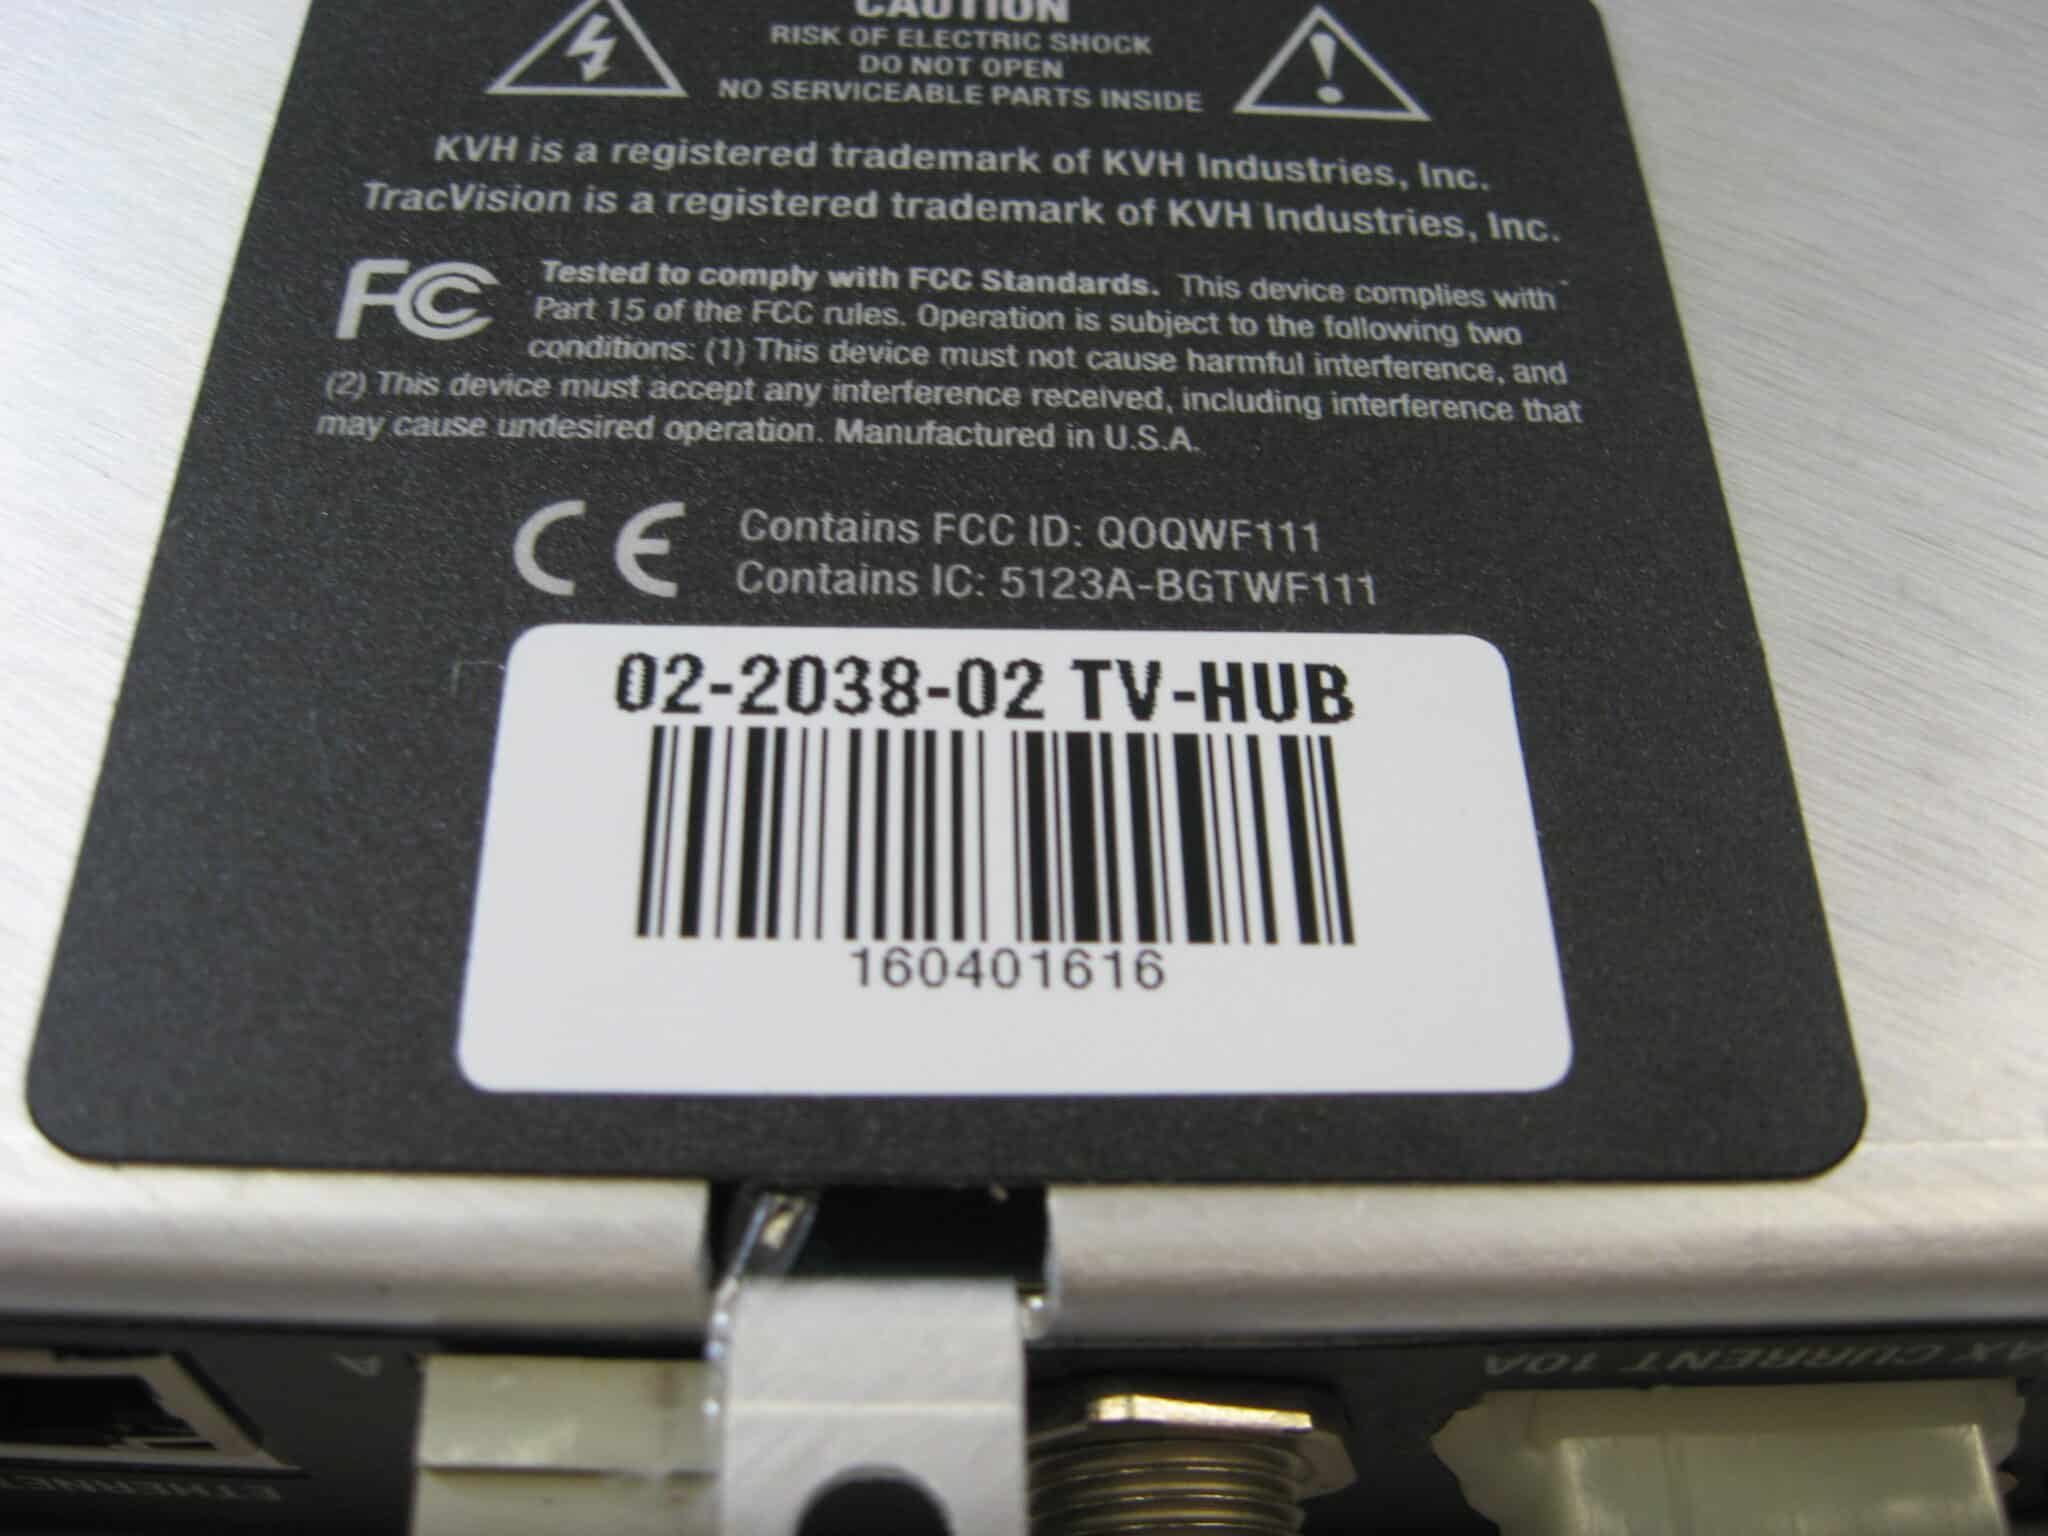 CAUTION
RISK OF ELECTRIC SHOCK
DO NOT OPEN
NO SERVICEABLE PARTS INSIDE
KVH is a registered trademark of KVH Industries, Inc.
TracVision is a registered trademark of KVH Industries, Inc.
FC Tested to comply with FCC Standards. This device complies with
Part 15 of the FCC rules. Operation is subject to the following two
conditions: (1) This device must not cause harmful interference, and
(2) This device must accept any interference received, including interference that
may cause undesired operation. Manufactured in U.S.A.
CE Contains FCC ID: QOQWF111
Contains IC: 5123A-BGTWF111
02-2038-02 TV-HUB
160401616
A
CURRENT 10A